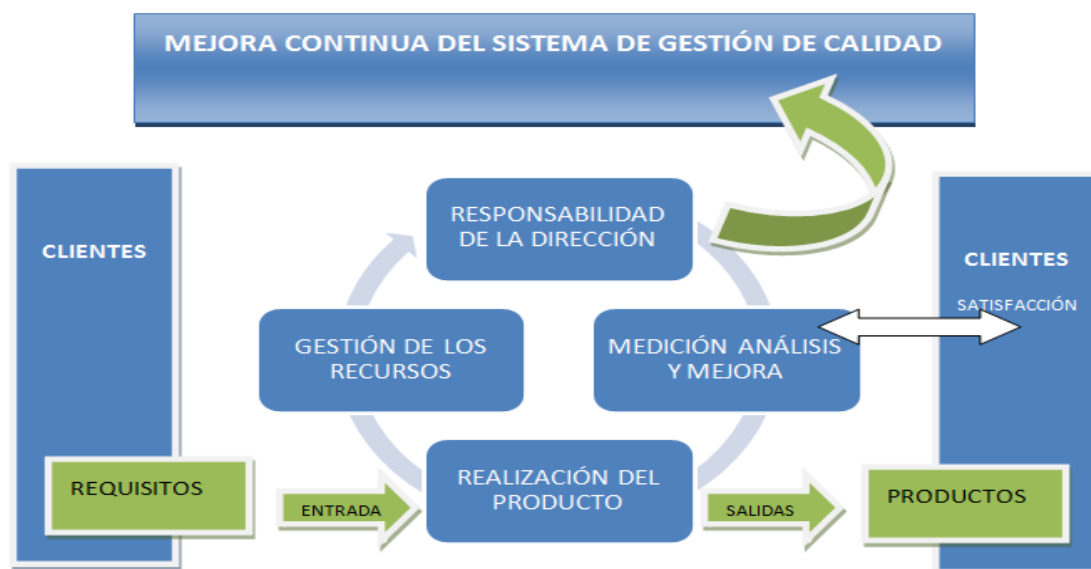 MEJORA CONTINUA DEL SISTEMA DE GESTIÓN DE CALIDAD
RESPONSABILIDAD
DE LA DIRECCIÓN
CLIENTES
CLIENTES
SATISFACCIÓN
GESTIÓN DE LOS
RECURSOS
MEDICIÓN ANÁLISIS
Y MEJORA
REALIZACIÓN DEL
PRODUCTO
REQUISITOS
ENTRADA
SALIDAS
PRODUCTOS